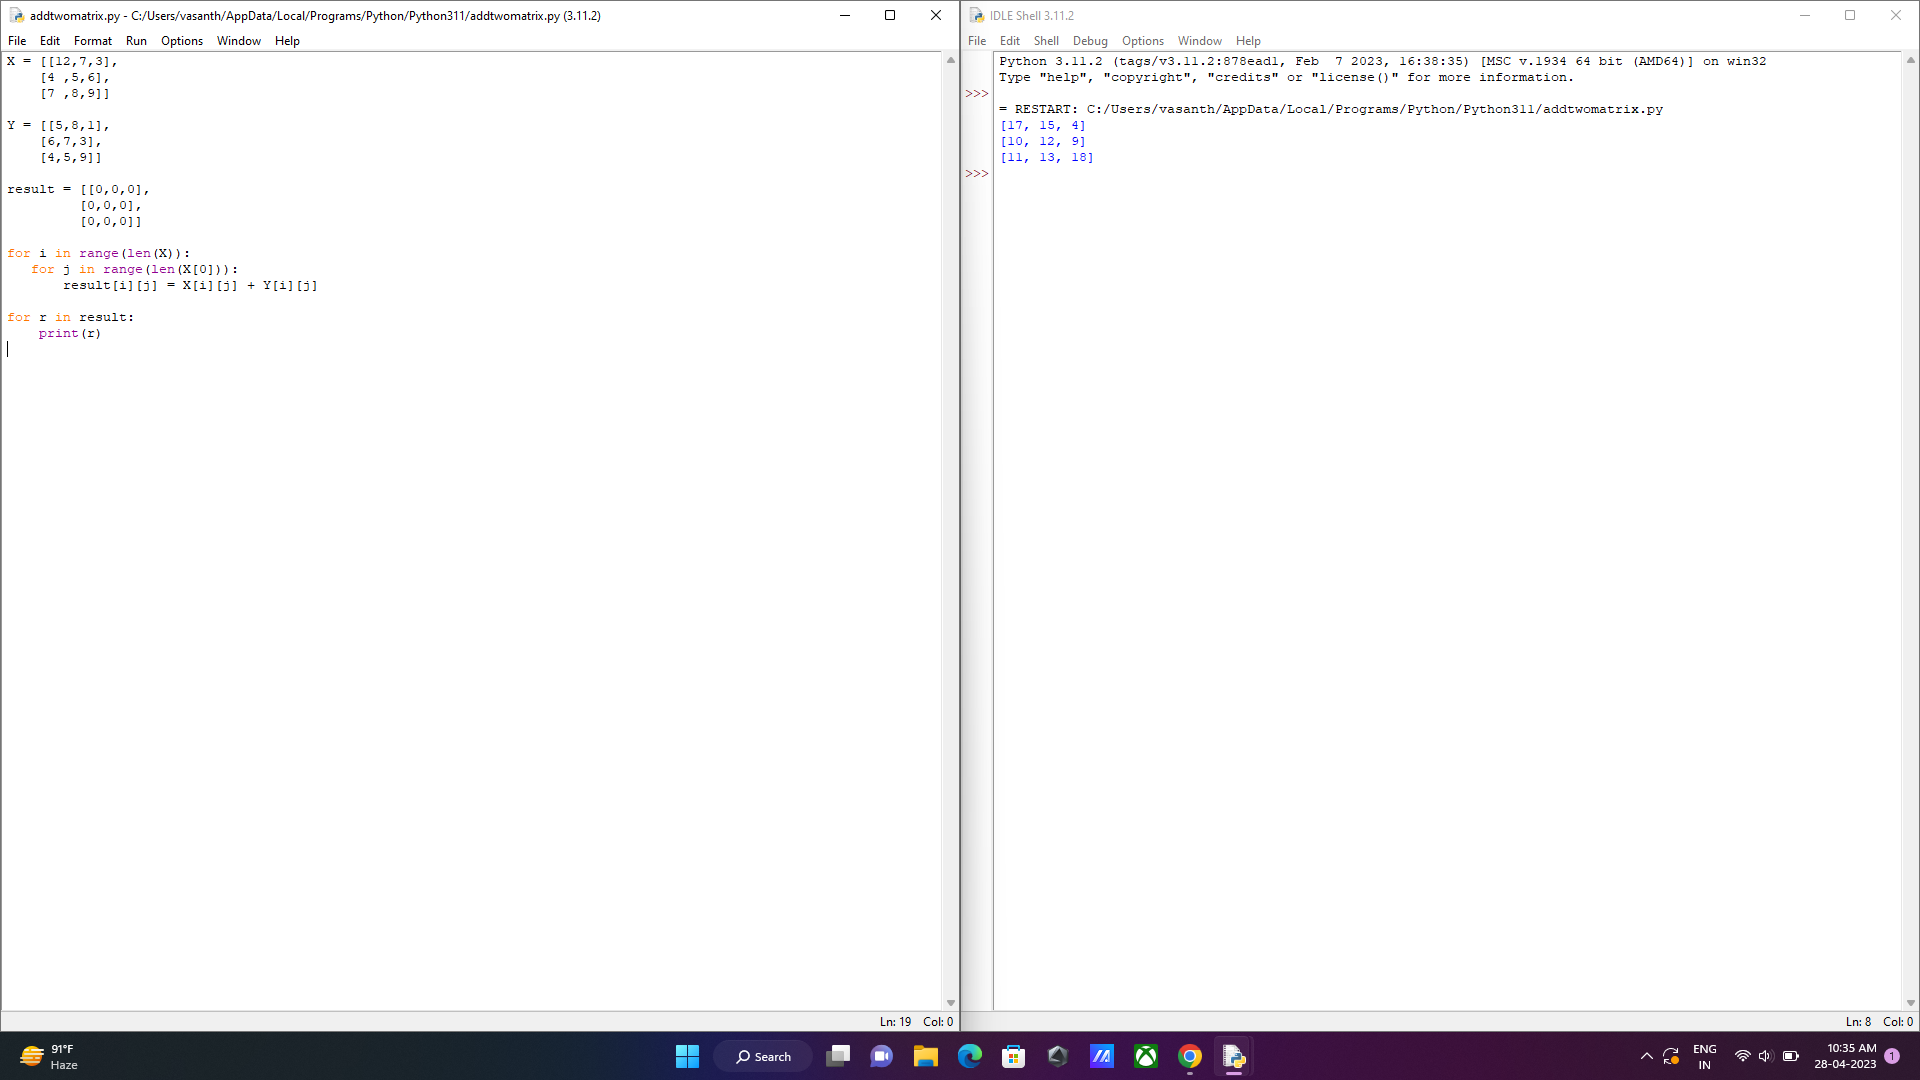 addtwomatrix.py - C:/Users/vasanth/AppData/Local/Programs/Python/Python311/addtwomatrix.py (3.11.2)
File Edit Format Run Options Window Help
X = [[12,7,3],
    [4 ,5,6],
    [7 ,8,9]]
Y = [[5,8,1],
    [6,7,3],
    [4,5,9]]
result = [[0,0,0],
         [0,0,0],
         [0,0,0]]
for i in range(len(X)):
   for j in range(len(X[0])):
       result[i][j] = X[i][j] + Y[i][j]
for r in result:
    print(r)
Ln: 19 Col: 0
IDLE Shell 3.11.2
File Edit Shell Debug Options Window Help
Python 3.11.2 (tags/v3.11.2:878ead1, Feb  7 2023, 16:38:35) [MSC v.1934 64 bit (AMD64)] on win32
Type "help", "copyright", "credits" or "license()" for more information.
>>>
= RESTART: C:/Users/vasanth/AppData/Local/Programs/Python/Python311/addtwomatrix.py
[17, 15, 4]
[10, 12, 9]
[11, 13, 18]
>>>
Ln: 8 Col: 0
91°F
Haze
Search
ENG
IN
10:35 AM
28-04-2023
1